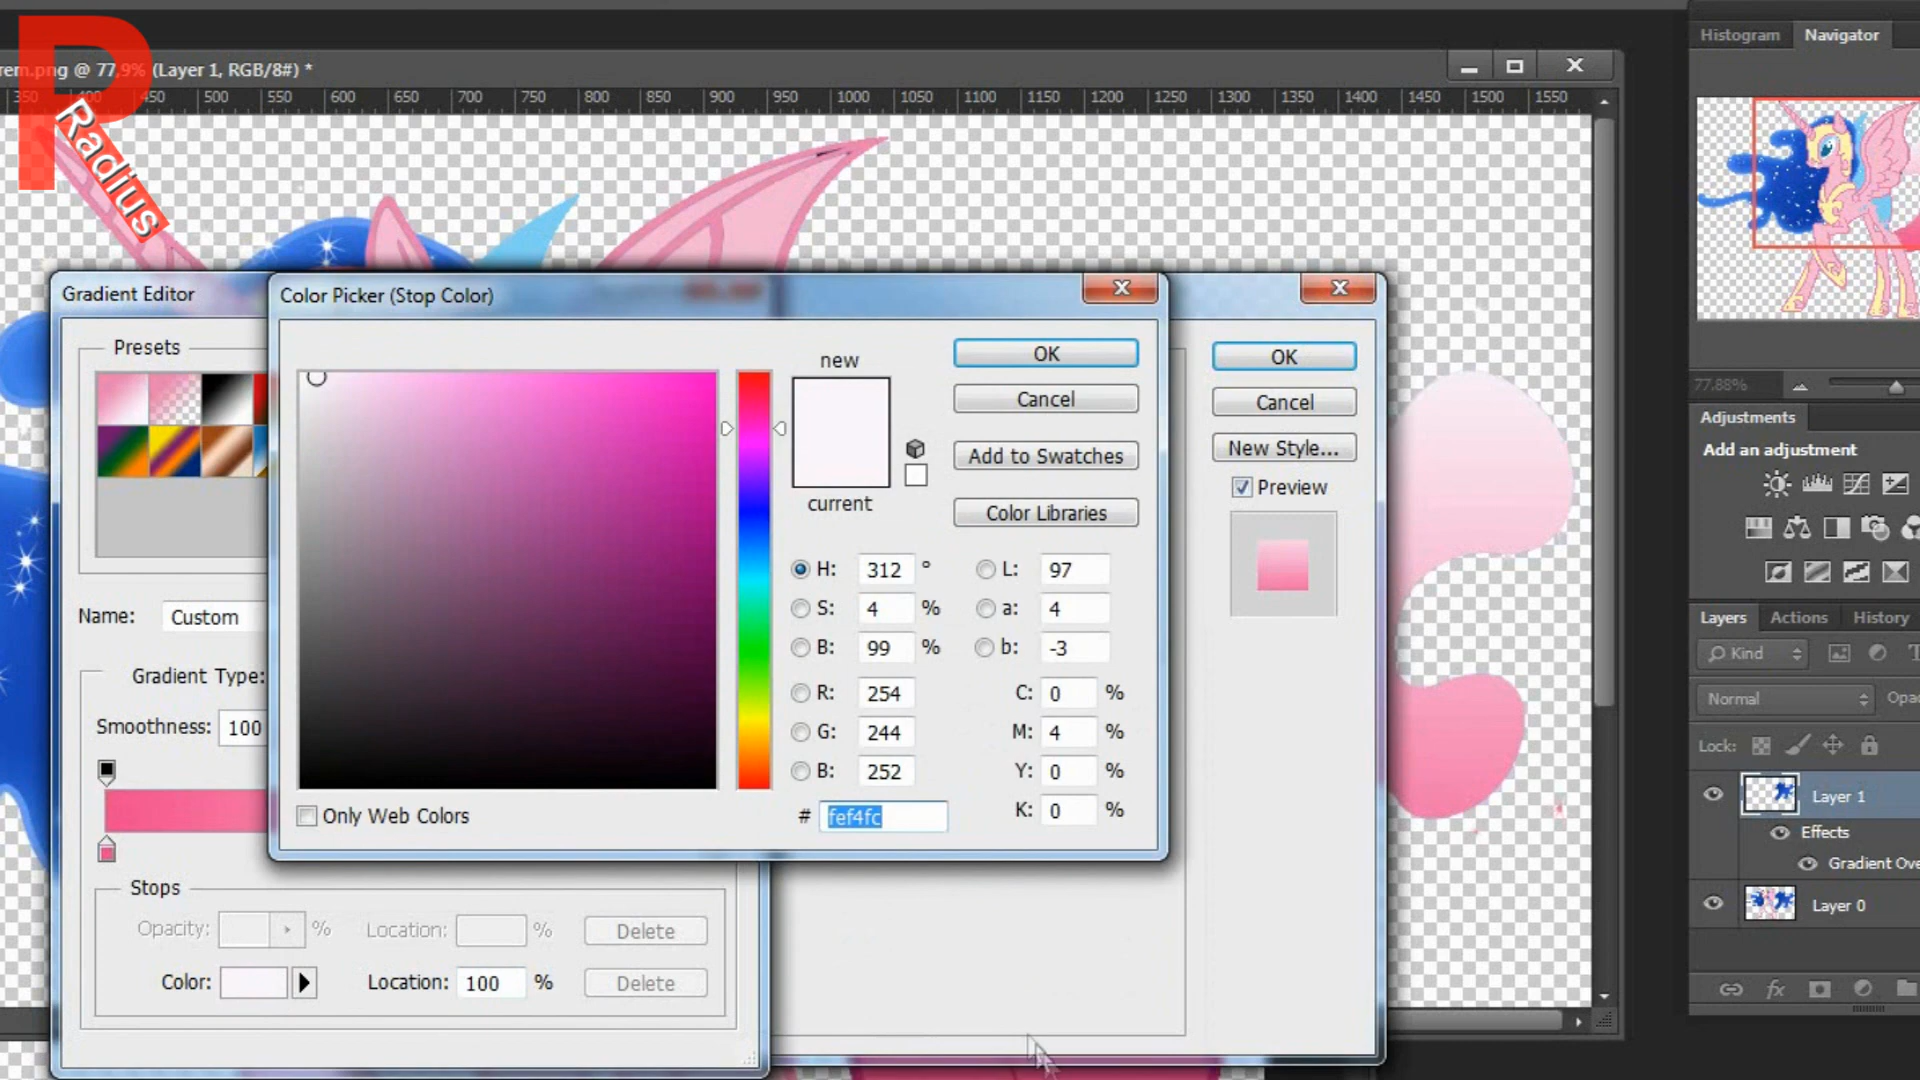 R
Radius
rem.png @ 77,9% (Layer 1, RGB/8#) *
350 400 450 500 550 600 650 700 750 800 850 900 950 1000 1050 1100 1150 1200 1250 1300 1350 1400 1450 1500 1550
Histogram Navigator
77.88%
Adjustments
Add an adjustment
Layers Actions History
Kind
Normal Opac
Lock:
Layer 1
Effects
Gradient Ove
Layer 0
fx
Gradient Editor
Presets
Name: Custom
Gradient Type:
Smoothness: 100
Stops
Opacity: % Location: % Delete
Color: Location: 100 % Delete
Color Picker (Stop Color)
new
current
OK
Cancel
Add to Swatches
Color Libraries
H: 312 ° L: 97
S: 4 % a: 4
B: 99 % b: -3
R: 254 C: 0 %
G: 244 M: 4 %
B: 252 Y: 0 %
# fef4fc K: 0 %
Only Web Colors
OK
Cancel
New Style...
Preview